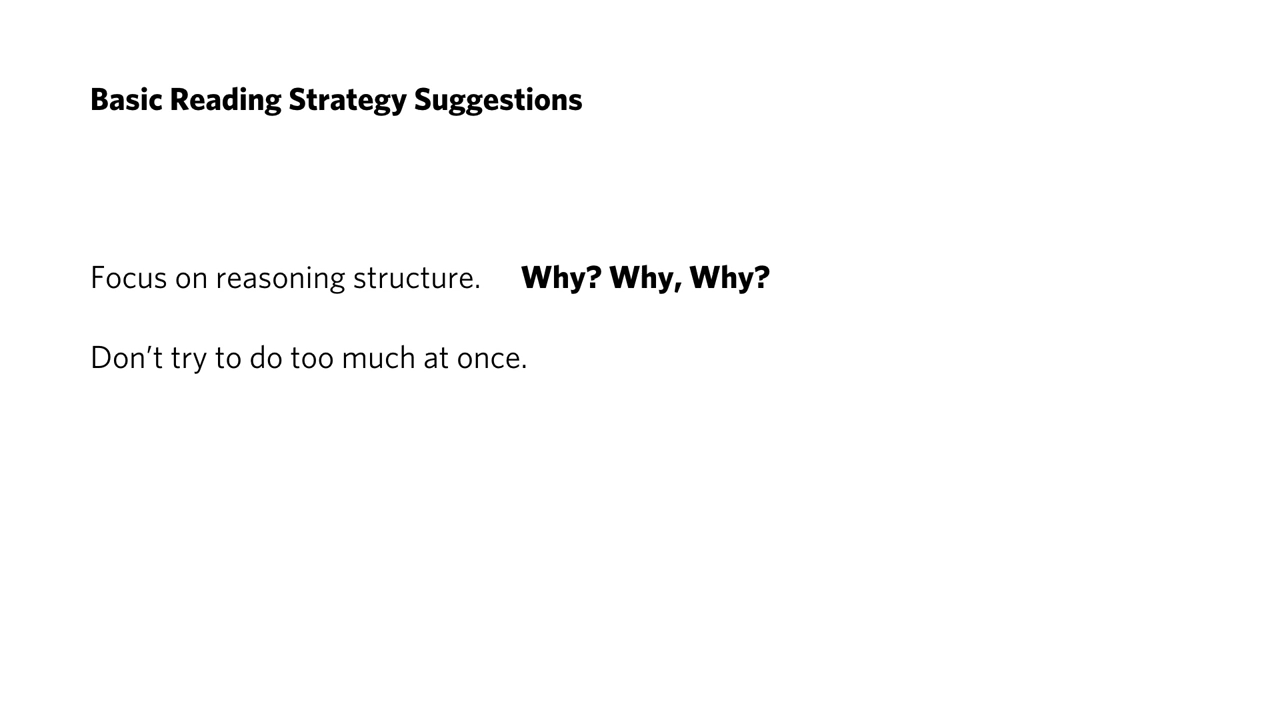 Basic Reading Strategy Suggestions
Focus on reasoning structure. Why? Why, Why?
Don’t try to do too much at once.